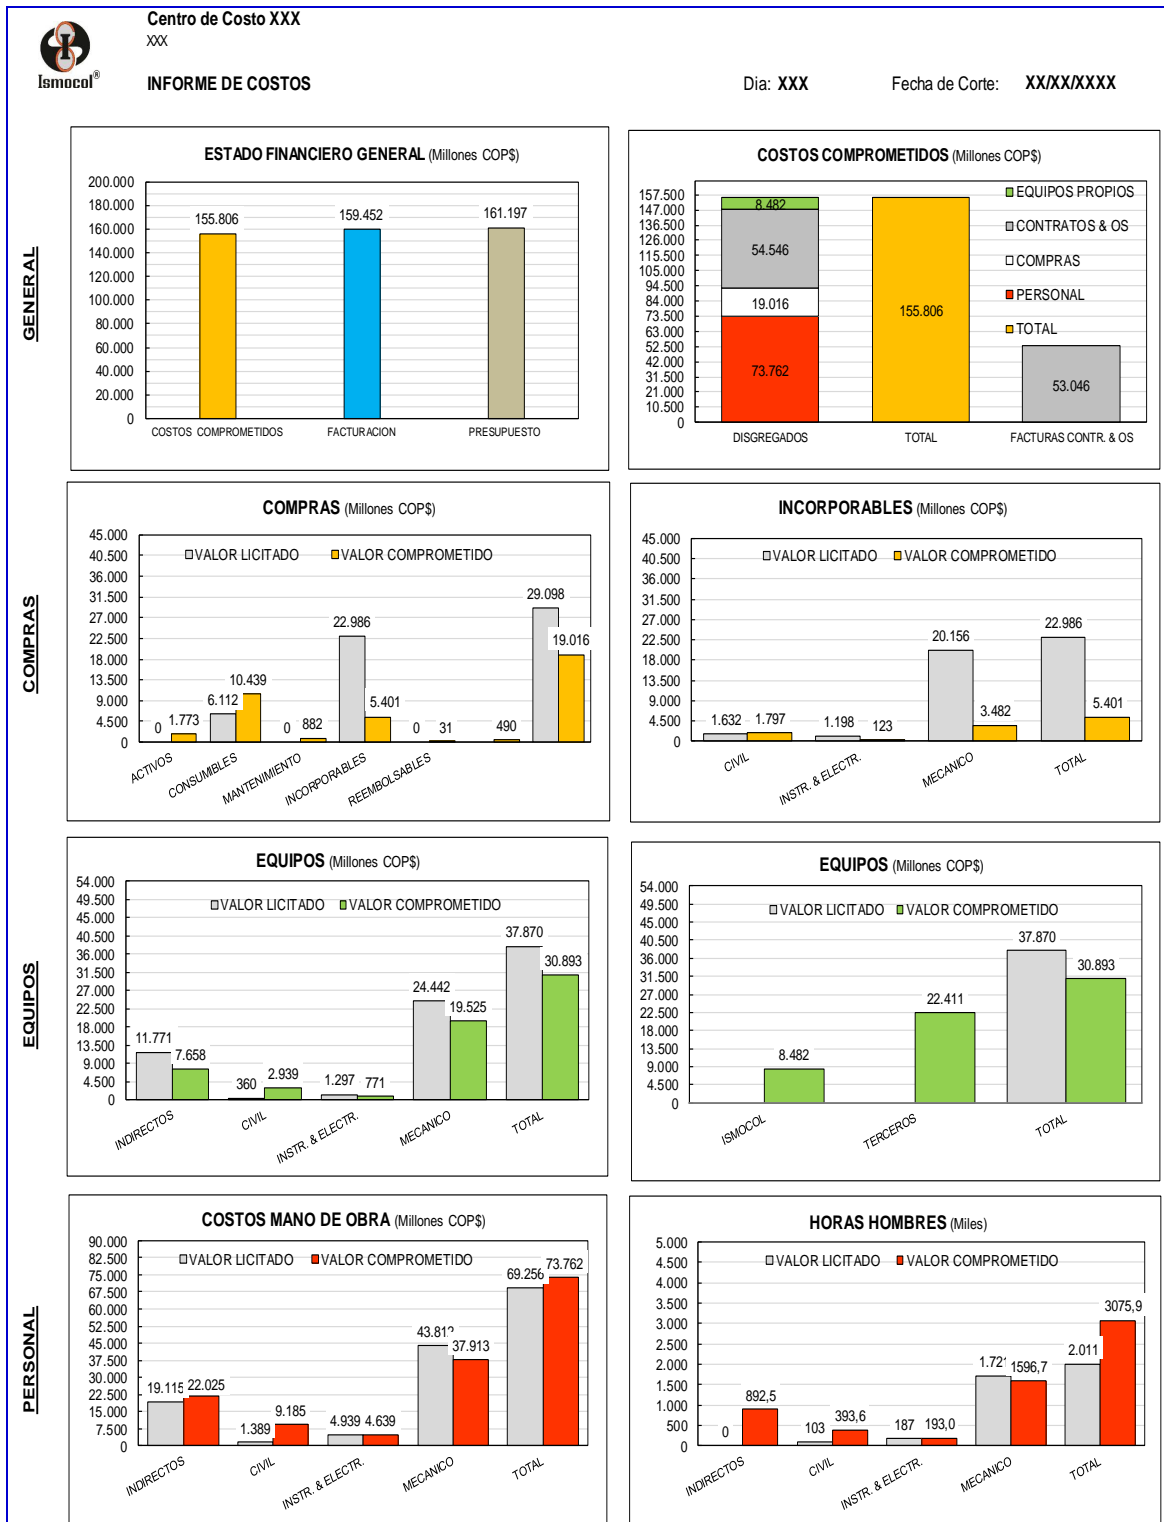 Centro de Costo XXX
XXX
Ismocol®
INFORME DE COSTOS
Dia: XXX
Fecha de Corte: XX/XX/XXXX
GENERAL
ESTADO FINANCIERO GENERAL (Millones COP$)
200.000
180.000
160.000
140.000
120.000
100.000
80.000
60.000
40.000
20.000
0
155.806
159.452
161.197
COSTOS COMPROMETIDOS
FACTURACION
PRESUPUESTO
COSTOS COMPROMETIDOS (Millones COP$)
157.500
147.000
136.500
126.000
115.500
105.000
94.500
84.000
73.500
63.000
52.500
42.000
31.500
21.000
10.500
0
8.482
54.546
19.016
73.762
155.806
53.046
EQUIPOS PROPIOS
CONTRATOS & OS
COMPRAS
PERSONAL
TOTAL
DISGREGADOS
TOTAL
FACTURAS CONTR. & OS
COMPRAS
COMPRAS (Millones COP$)
VALOR LICITADO
VALOR COMPROMETIDO
45.000
40.500
36.000
31.500
27.000
22.500
18.000
13.500
9.000
4.500
0
0
1.773
6.112
10.439
0
882
22.986
5.401
0
31
490
29.098
19.016
ACTIVOS
CONSUMIBLES
MANTENIMIENTO
INCORPORABLES
REEMBOLSABLES
INCORPORABLES (Millones COP$)
VALOR LICITADO
VALOR COMPROMETIDO
45.000
40.500
36.000
31.500
27.000
22.500
18.000
13.500
9.000
4.500
0
1.632
1.797
1.198
123
20.156
3.482
22.986
5.401
CIVIL
INSTR. & ELECTR.
MECANICO
TOTAL
EQUIPOS
EQUIPOS (Millones COP$)
VALOR LICITADO
VALOR COMPROMETIDO
54.000
49.500
45.000
40.500
36.000
31.500
27.000
22.500
18.000
13.500
9.000
4.500
0
11.771
7.658
360
2.939
1.297
771
24.442
19.525
37.870
30.893
INDIRECTOS
CIVIL
INSTR. & ELECTR.
MECANICO
TOTAL
EQUIPOS (Millones COP$)
VALOR LICITADO
VALOR COMPROMETIDO
54.000
49.500
45.000
40.500
36.000
31.500
27.000
22.500
18.000
13.500
9.000
4.500
0
8.482
22.411
37.870
30.893
ISMOCOL
TERCEROS
TOTAL
PERSONAL
COSTOS MANO DE OBRA (Millones COP$)
VALOR LICITADO
VALOR COMPROMETIDO
90.000
82.500
75.000
67.500
60.000
52.500
45.000
37.500
30.000
22.500
15.000
7.500
0
19.115
22.025
1.389
9.185
4.939
4.639
37.913
73.762
INDIRECTOS
CIVIL
INSTR. & ELECTR.
MECANICO
TOTAL
HORAS HOMBRES (Miles)
VALOR LICITADO
VALOR COMPROMETIDO
5.000
4.500
4.000
3.500
3.000
2.500
2.000
1.500
1.000
500
0
0
892,5
103
393,6
187
193,0
1596,7
2.011
3075,9
INDIRECTOS
CIVIL
INSTR. & ELECTR.
MECANICO
TOTAL